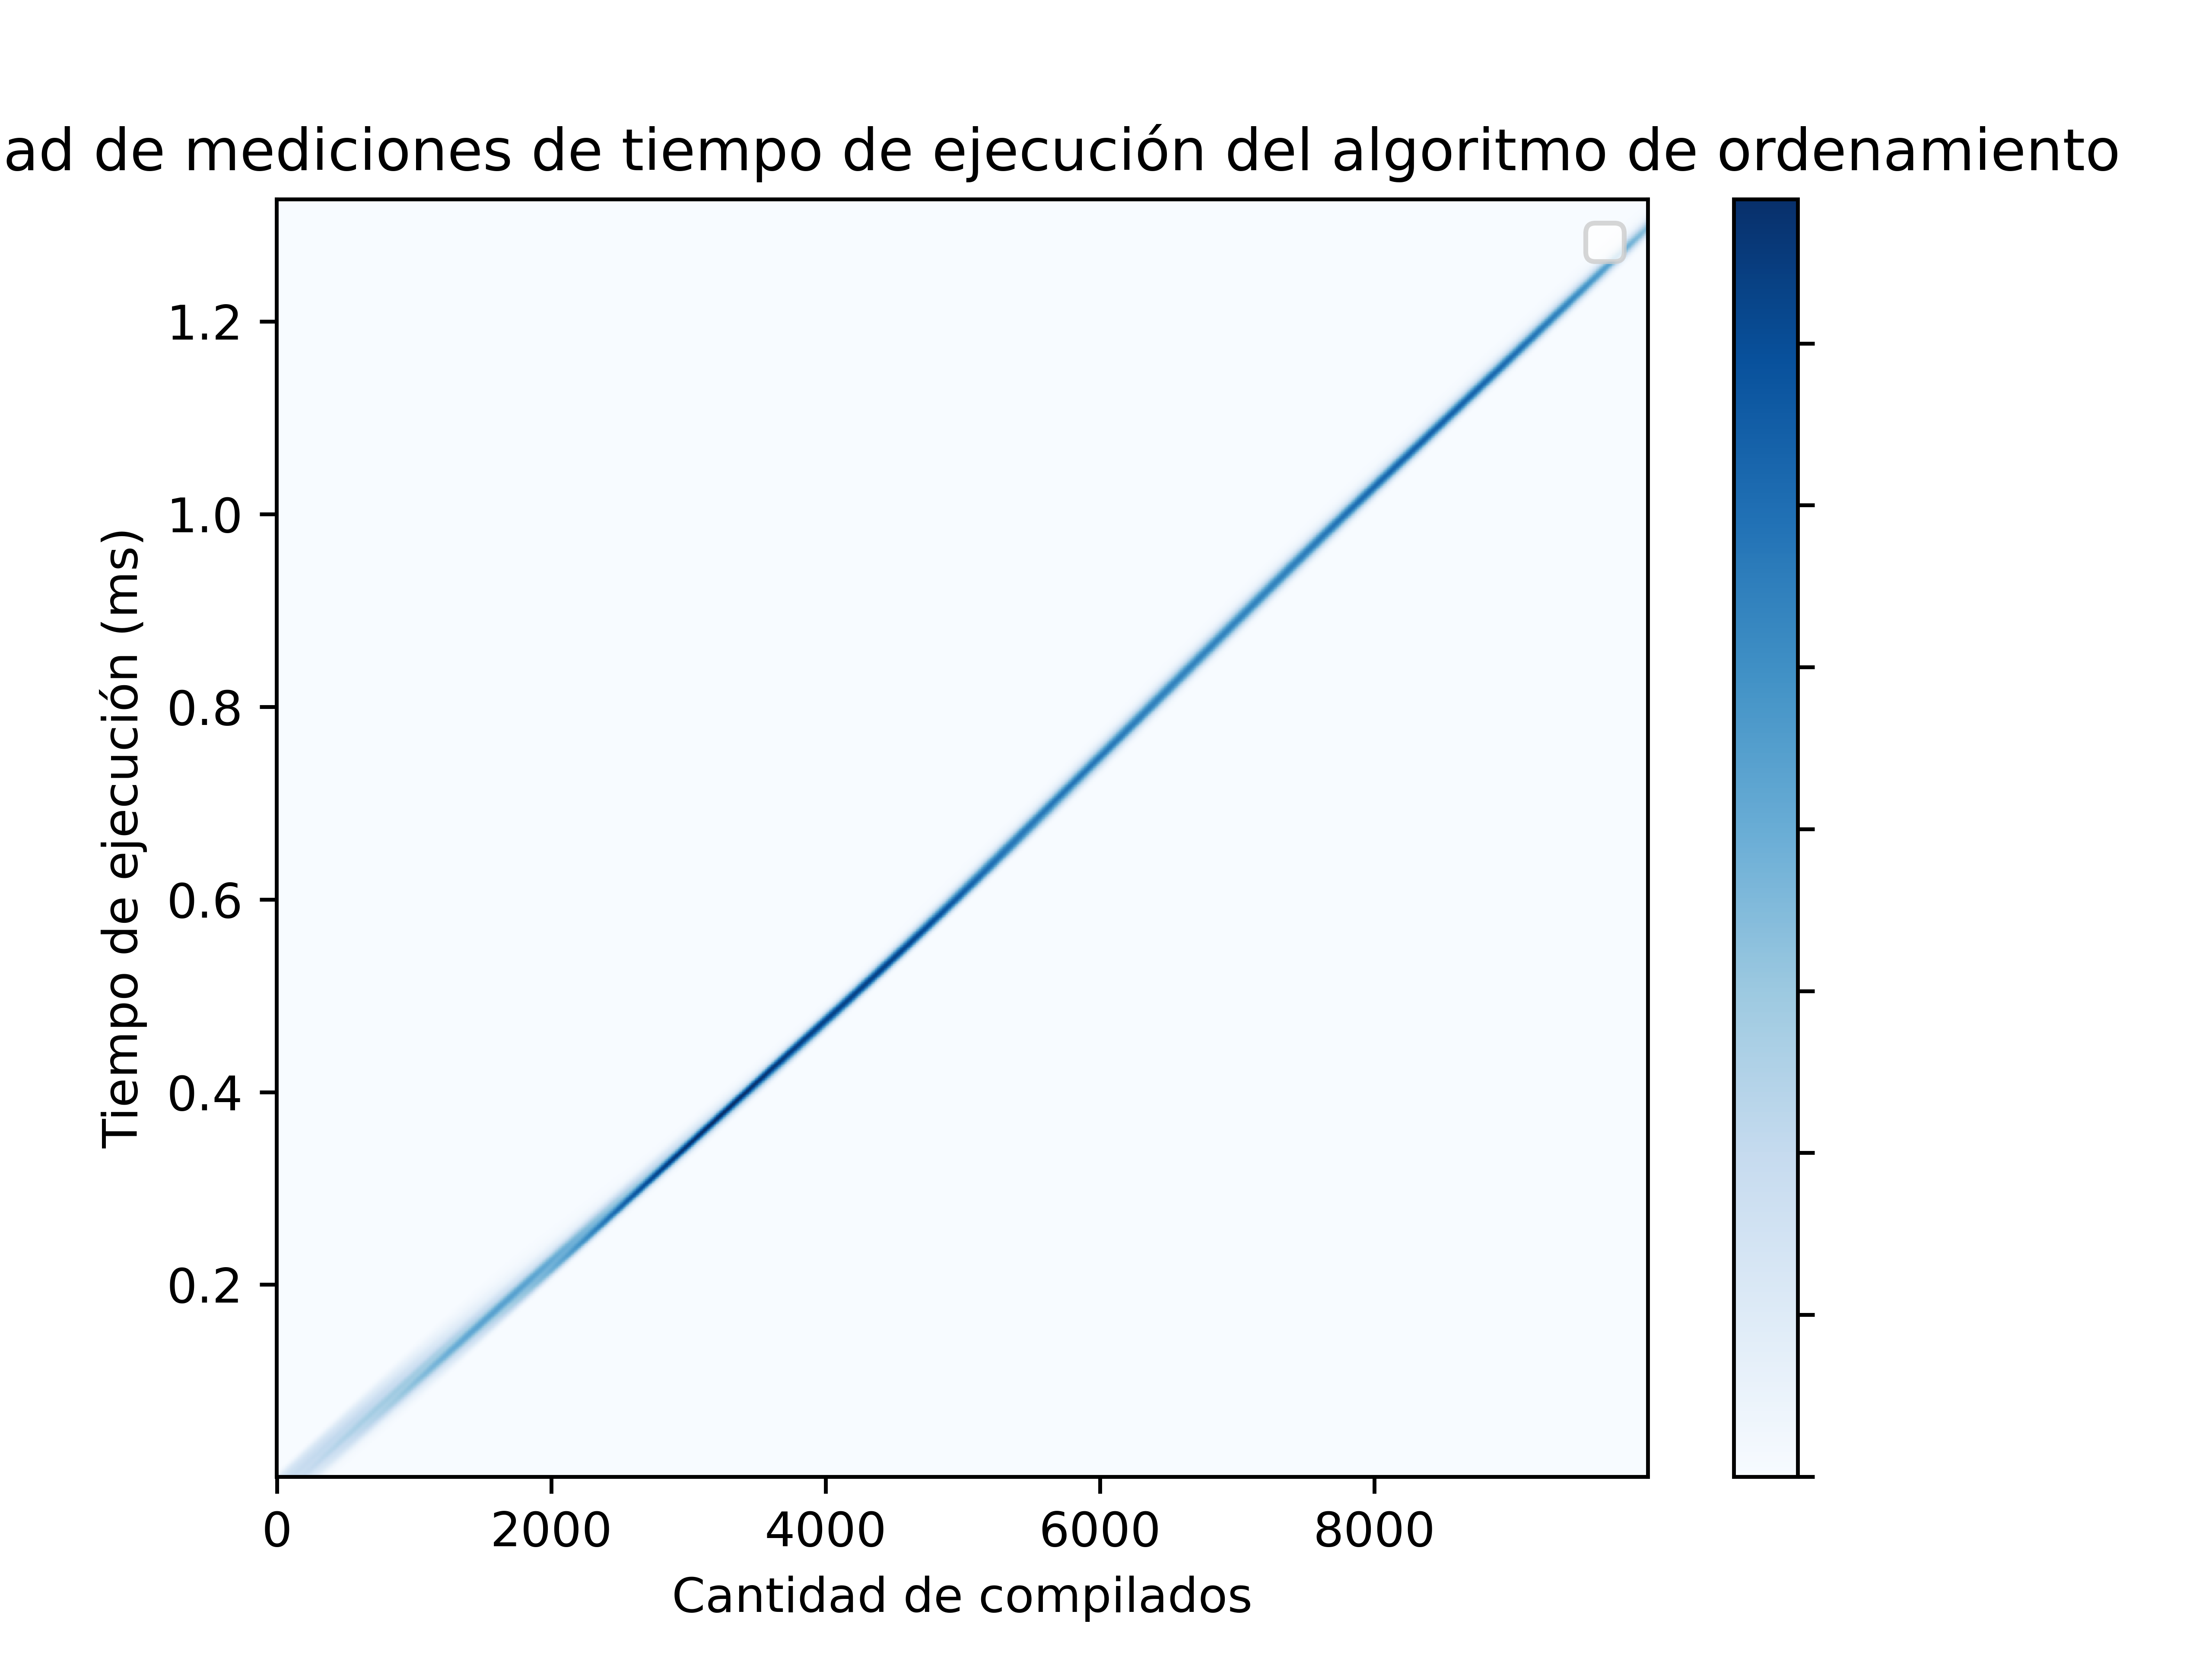 ad de mediciones de tiempo de ejecución del algoritmo de ordenamiento
Tiempo de ejecución (ms)
1.2
1.0
0.8
0.6
0.4
0.2
0 2000 4000 6000 8000
Cantidad de compilados